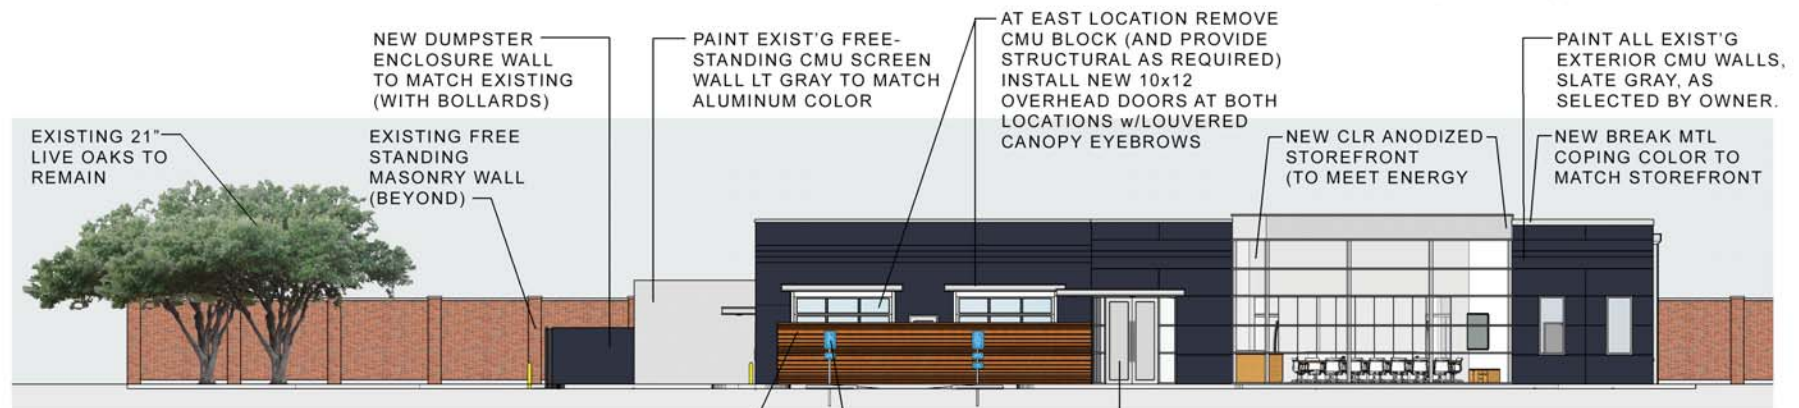 NEW DUMPSTER
ENCLOSURE WALL
TO MATCH EXISTING
(WITH BOLLARDS)
PAINT EXIST'G FREE-
STANDING CMU SCREEN
WALL LT GRAY TO MATCH
ALUMINUM COLOR
AT EAST LOCATION REMOVE
CMU BLOCK (AND PROVIDE
STRUCTURAL AS REQUIRED)
INSTALL NEW 10x12
OVERHEAD DOORS AT BOTH
LOCATIONS w/LOUVERED
CANOPY EYEBROWS
PAINT ALL EXIST'G
EXTERIOR CMU WALLS,
SLATE GRAY, AS
SELECTED BY OWNER.
EXISTING 21"
LIVE OAKS TO
REMAIN
EXISTING FREE
STANDING
MASONRY WALL
(BEYOND)
NEW CLR ANODIZED
STOREFRONT
(TO MEET ENERGY
NEW BREAK MTL
COPING COLOR TO
MATCH STOREFRONT